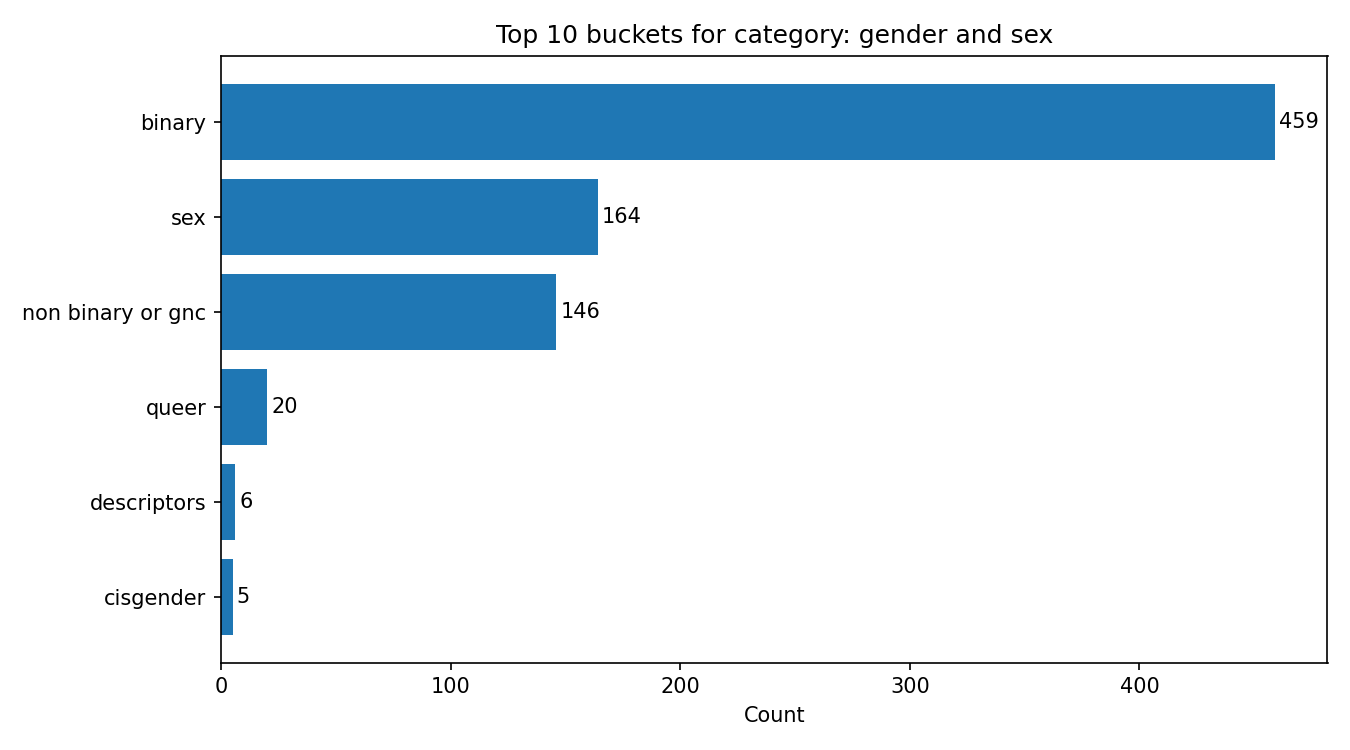 Top 10 buckets for category: gender and sex
binary
459
sex
164
non binary or gnc
146
queer
20
descriptors
6
cisgender
5
0 100 200 300 400
Count